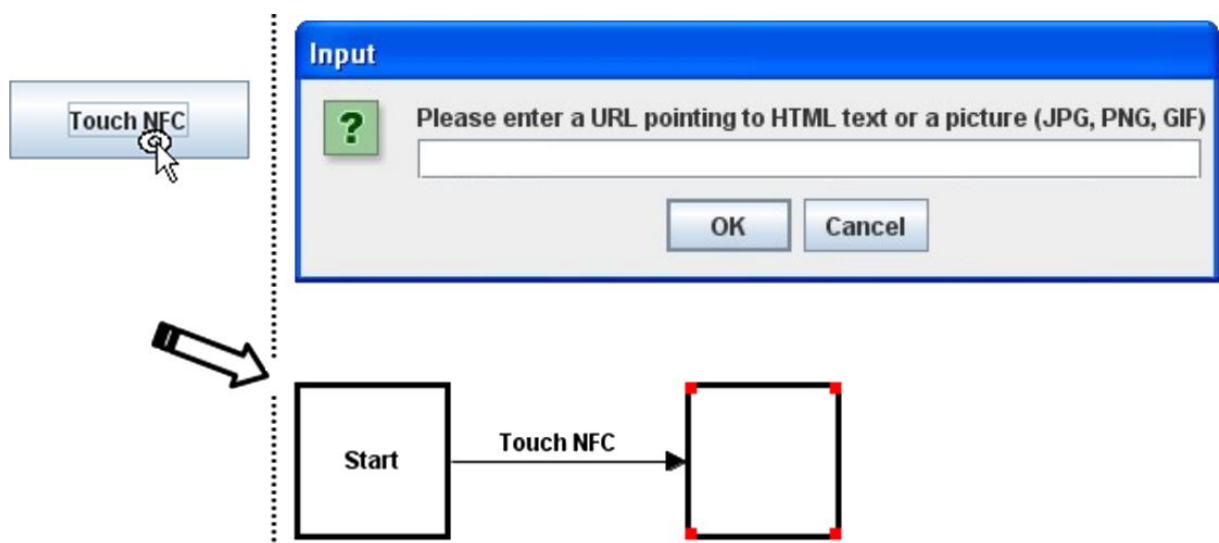 Touch NFC
Input
?
Please enter a URL pointing to HTML text or a picture (JPG, PNG, GIF)
OK
Cancel
Start
Touch NFC